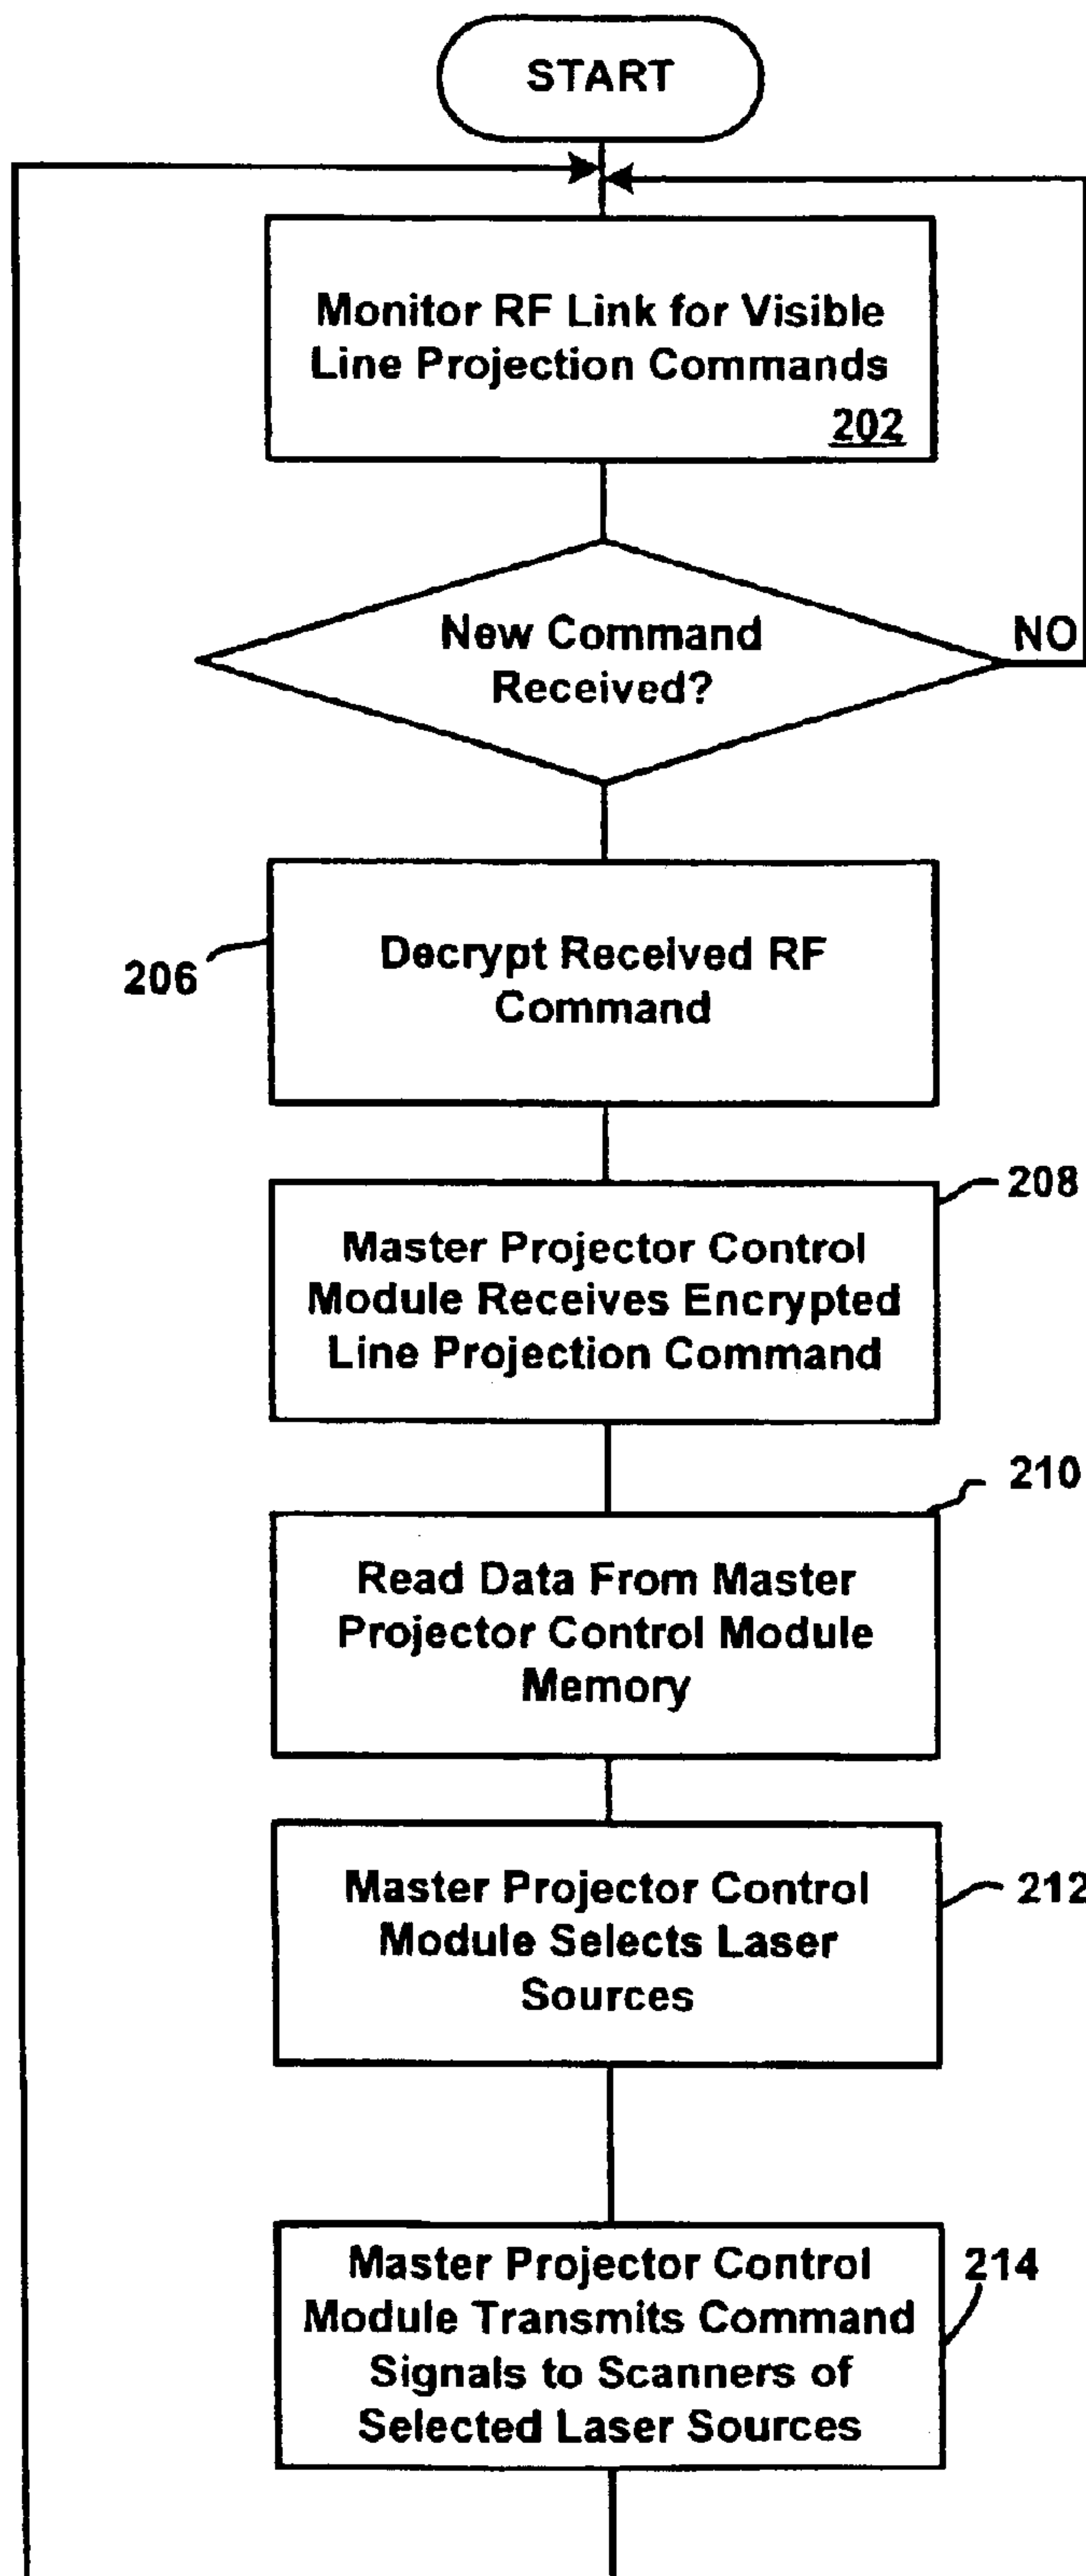 START
Monitor RF Link for Visible
Line Projection Commands
202
New Command
Received?
NO
Decrypt Received RF
Command
206
208
Master Projector Control
Module Receives Encrypted
Line Projection Command
210
Read Data From Master
Projector Control Module
Memory
Master Projector Control
Module Selects Laser
Sources
212
Master Projector Control
Module Transmits Command
Signals to Scanners of
Selected Laser Sources
214